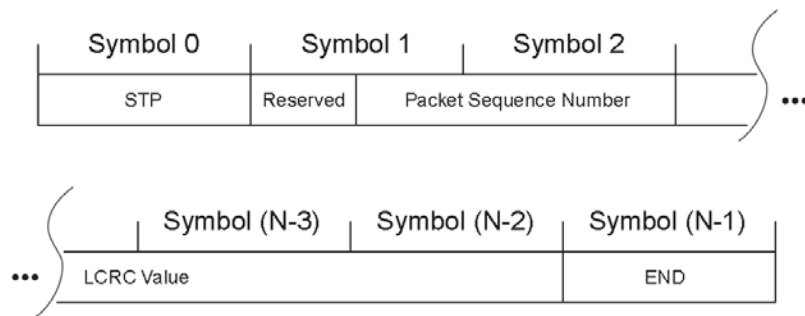 Symbol 0 Symbol 1 Symbol 2
STP Reserved Packet Sequence Number •••
Symbol (N-3) Symbol (N-2) Symbol (N-1)
••• LCRC Value END